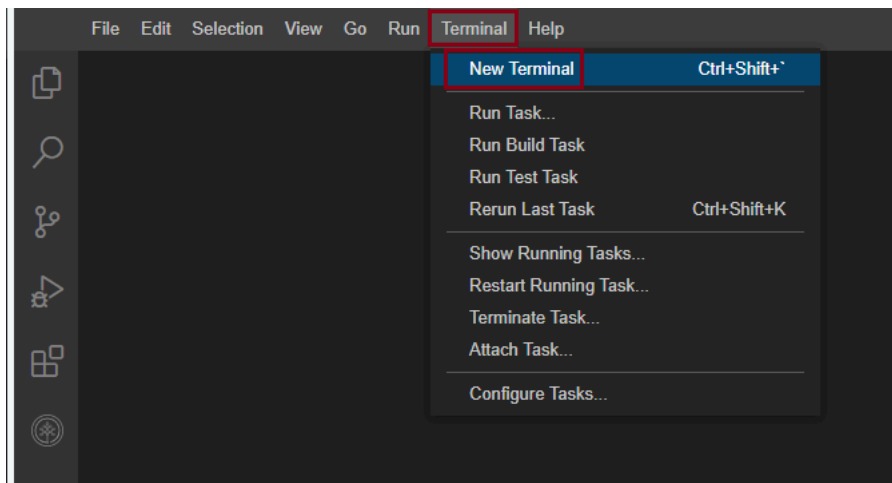 File Edit Selection View Go Run Terminal Help
New Terminal Ctrl+Shift+`
Run Task...
Run Build Task
Run Test Task
Rerun Last Task Ctrl+Shift+K
Show Running Tasks...
Restart Running Task...
Terminate Task...
Attach Task...
Configure Tasks...